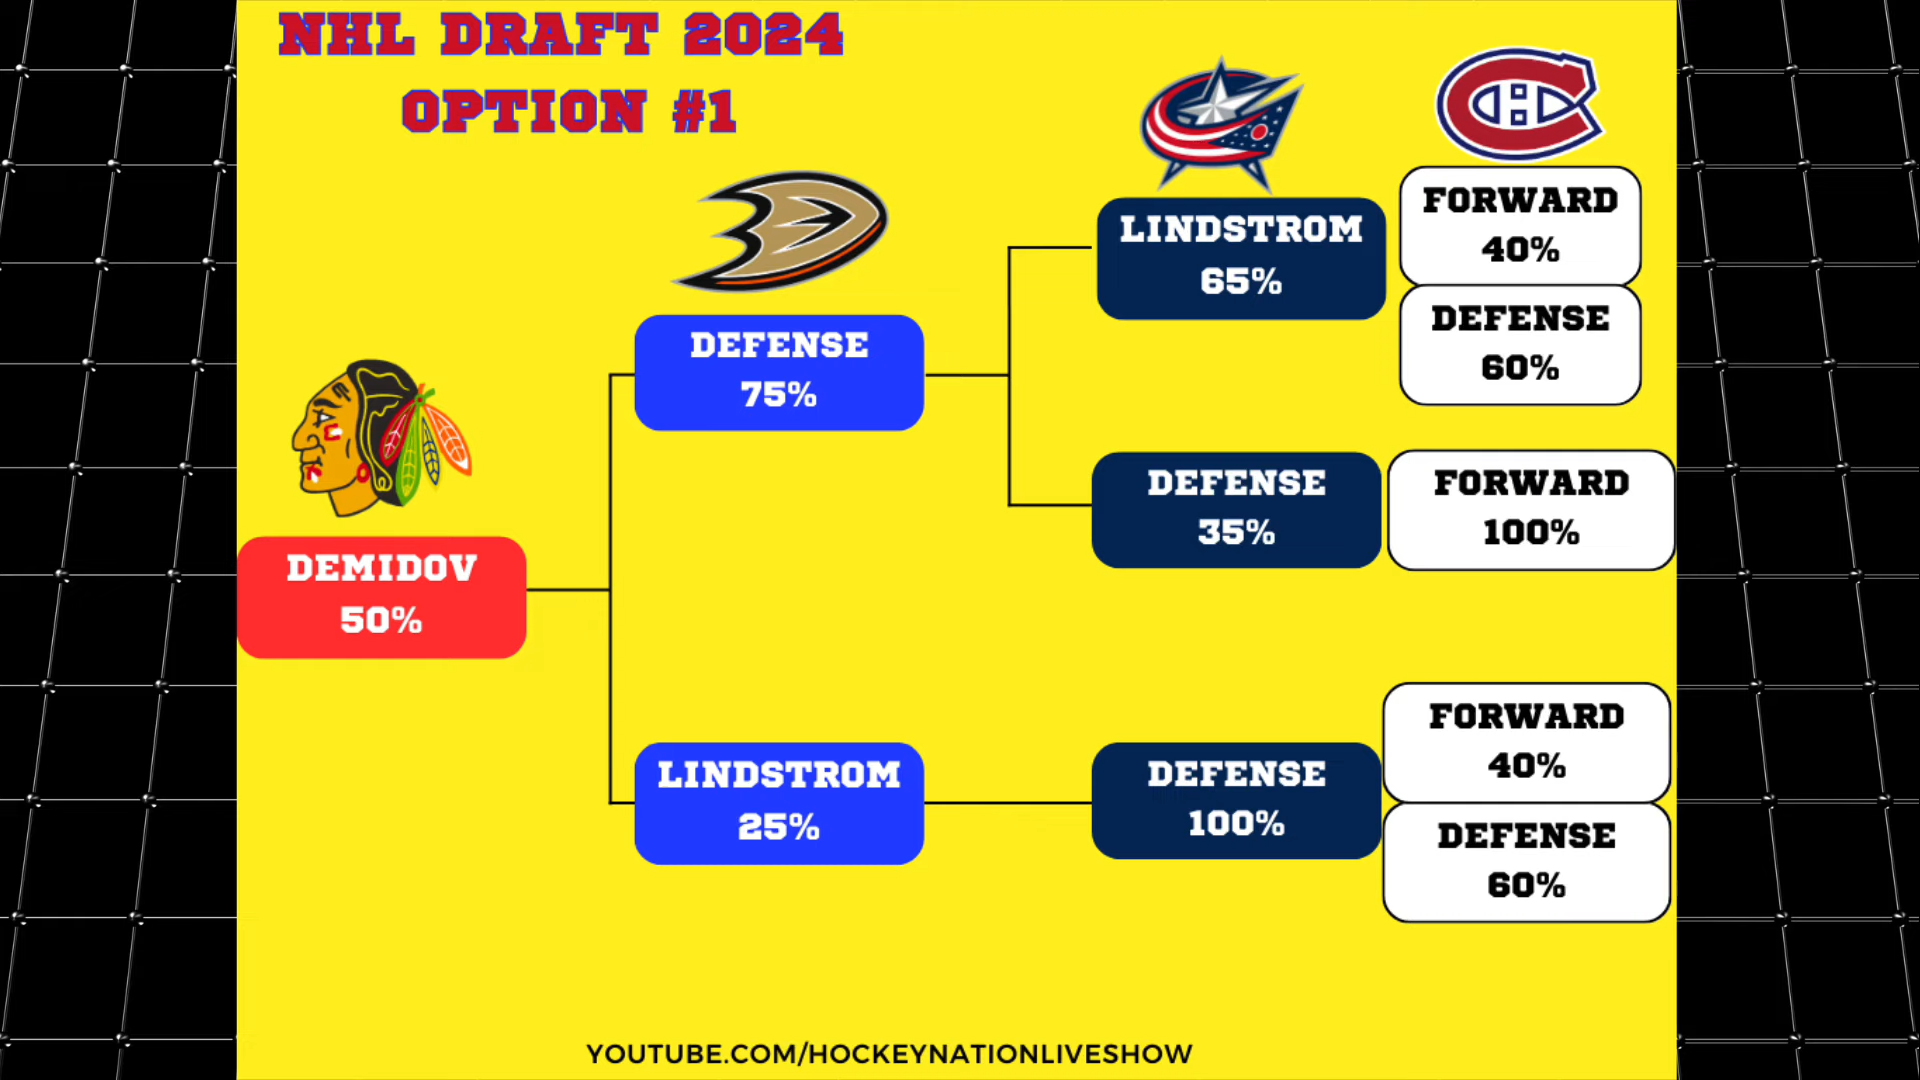 NHL DRAFT 2024
OPTION #1
DEMIDOV
50%
DEFENSE
75%
LINDSTROM
25%
LINDSTROM
65%
DEFENSE
35%
DEFENSE
100%
FORWARD
40%
DEFENSE
60%
FORWARD
100%
FORWARD
40%
DEFENSE
60%
YOUTUBE.COM/HOCKEYNATIONLIVESHOW